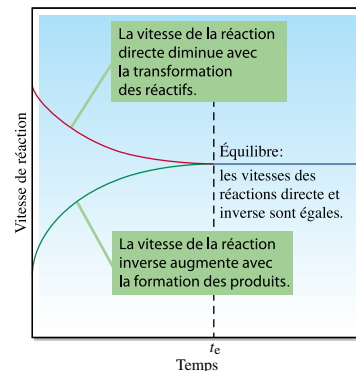 La vitesse de la réaction
directe diminue avec
la transformation
des réactifs.
Vitesse de réaction
Équilibre:
les vitesses des
réactions directe et
inverse sont égales.
La vitesse de la réaction
inverse augmente avec
la formation des produits.
te
Temps